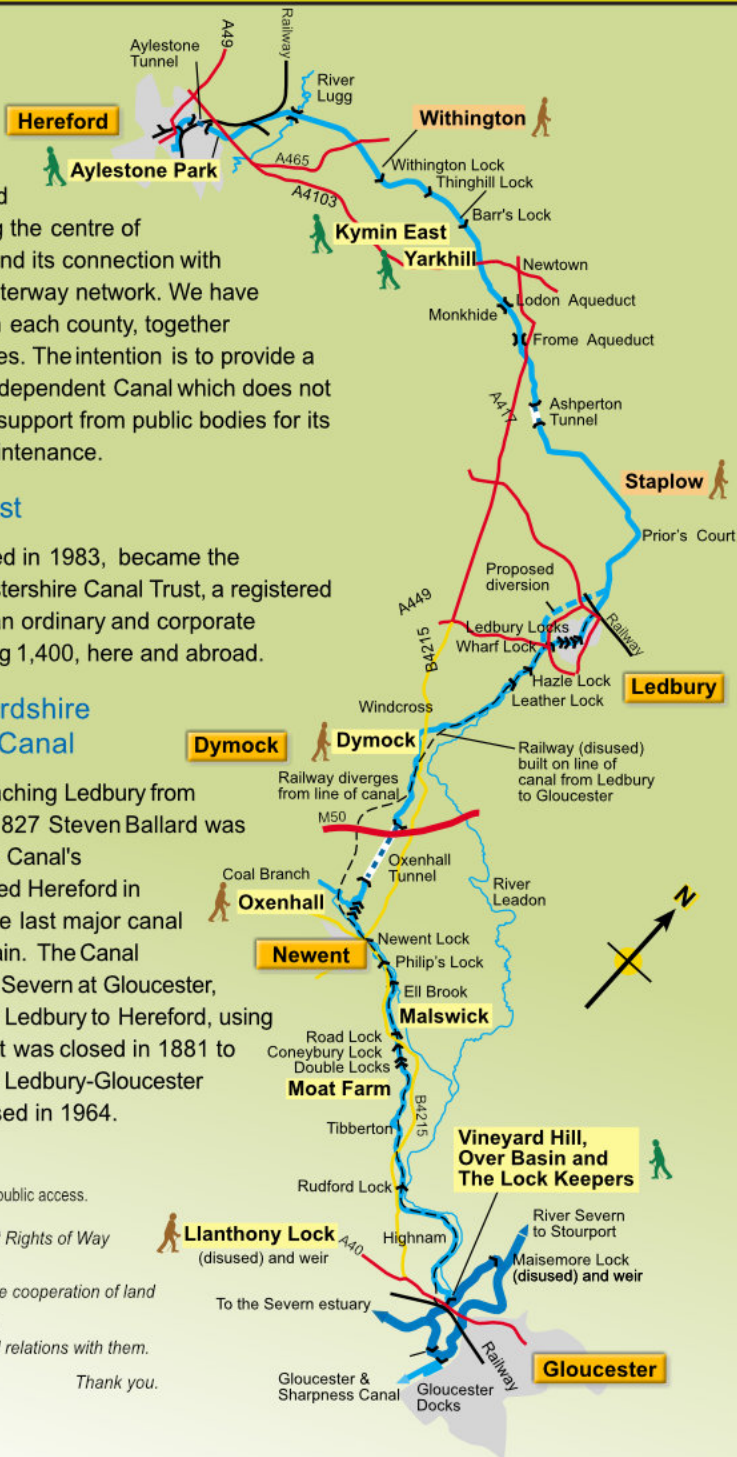 A49
Railway
Aylestone
Tunnel
River
Lugg
Hereford
Withington
Aylestone Park
A465
Withington Lock
Thinghill Lock
A4103
Barr's Lock
Kymin East
Yarkhill
Newtown
Lodon Aqueduct
Monkhide
Frome Aqueduct
A417
Ashperton
Tunnel
Staplow
Prior's Court
Proposed
diversion
A449
Ledbury Locks
Railway
Wharf Lock
B4215
Hazle Lock
Leather Lock
Ledbury
Windcross
Dymock
Dymock
Railway (disused)
built on line of
canal from Ledbury
to Gloucester
Railway diverges
from line of canal
M50
Oxenhall
Tunnel
Coal Branch
River
Leadon
Oxenhall
N
Newent Lock
Newent
Philip's Lock
Ell Brook
Malswick
Road Lock
Coneybury Lock
Double Locks
Moat Farm
B4215
Tibberton
Vineyard Hill,
Over Basin and
The Lock Keepers
Rudford Lock
Llanthony Lock
(disused) and weir
A40
Highnam
River Severn
to Stourport
Maisemore Lock
(disused) and weir
To the Severn estuary
Railway
Gloucester
Gloucester &
Sharpness Canal
Gloucester
Docks
d
g the centre of
nd its connection with
terway network. We have
n each county, together
es. The intention is to provide a
dependent Canal which does not
support from public bodies for its
intenance.
st
ed in 1983, became the
stershire Canal Trust, a registered
an ordinary and corporate
g 1,400, here and abroad.
rdshire
Canal
aching Ledbury from
827 Steven Ballard was
Canal's
ed Hereford in
e last major canal
ain. The Canal
Severn at Gloucester,
Ledbury to Hereford, using
t was closed in 1881 to
Ledbury-Gloucester
sed in 1964.
public access.
Rights of Way
e cooperation of land
relations with them.
Thank you.